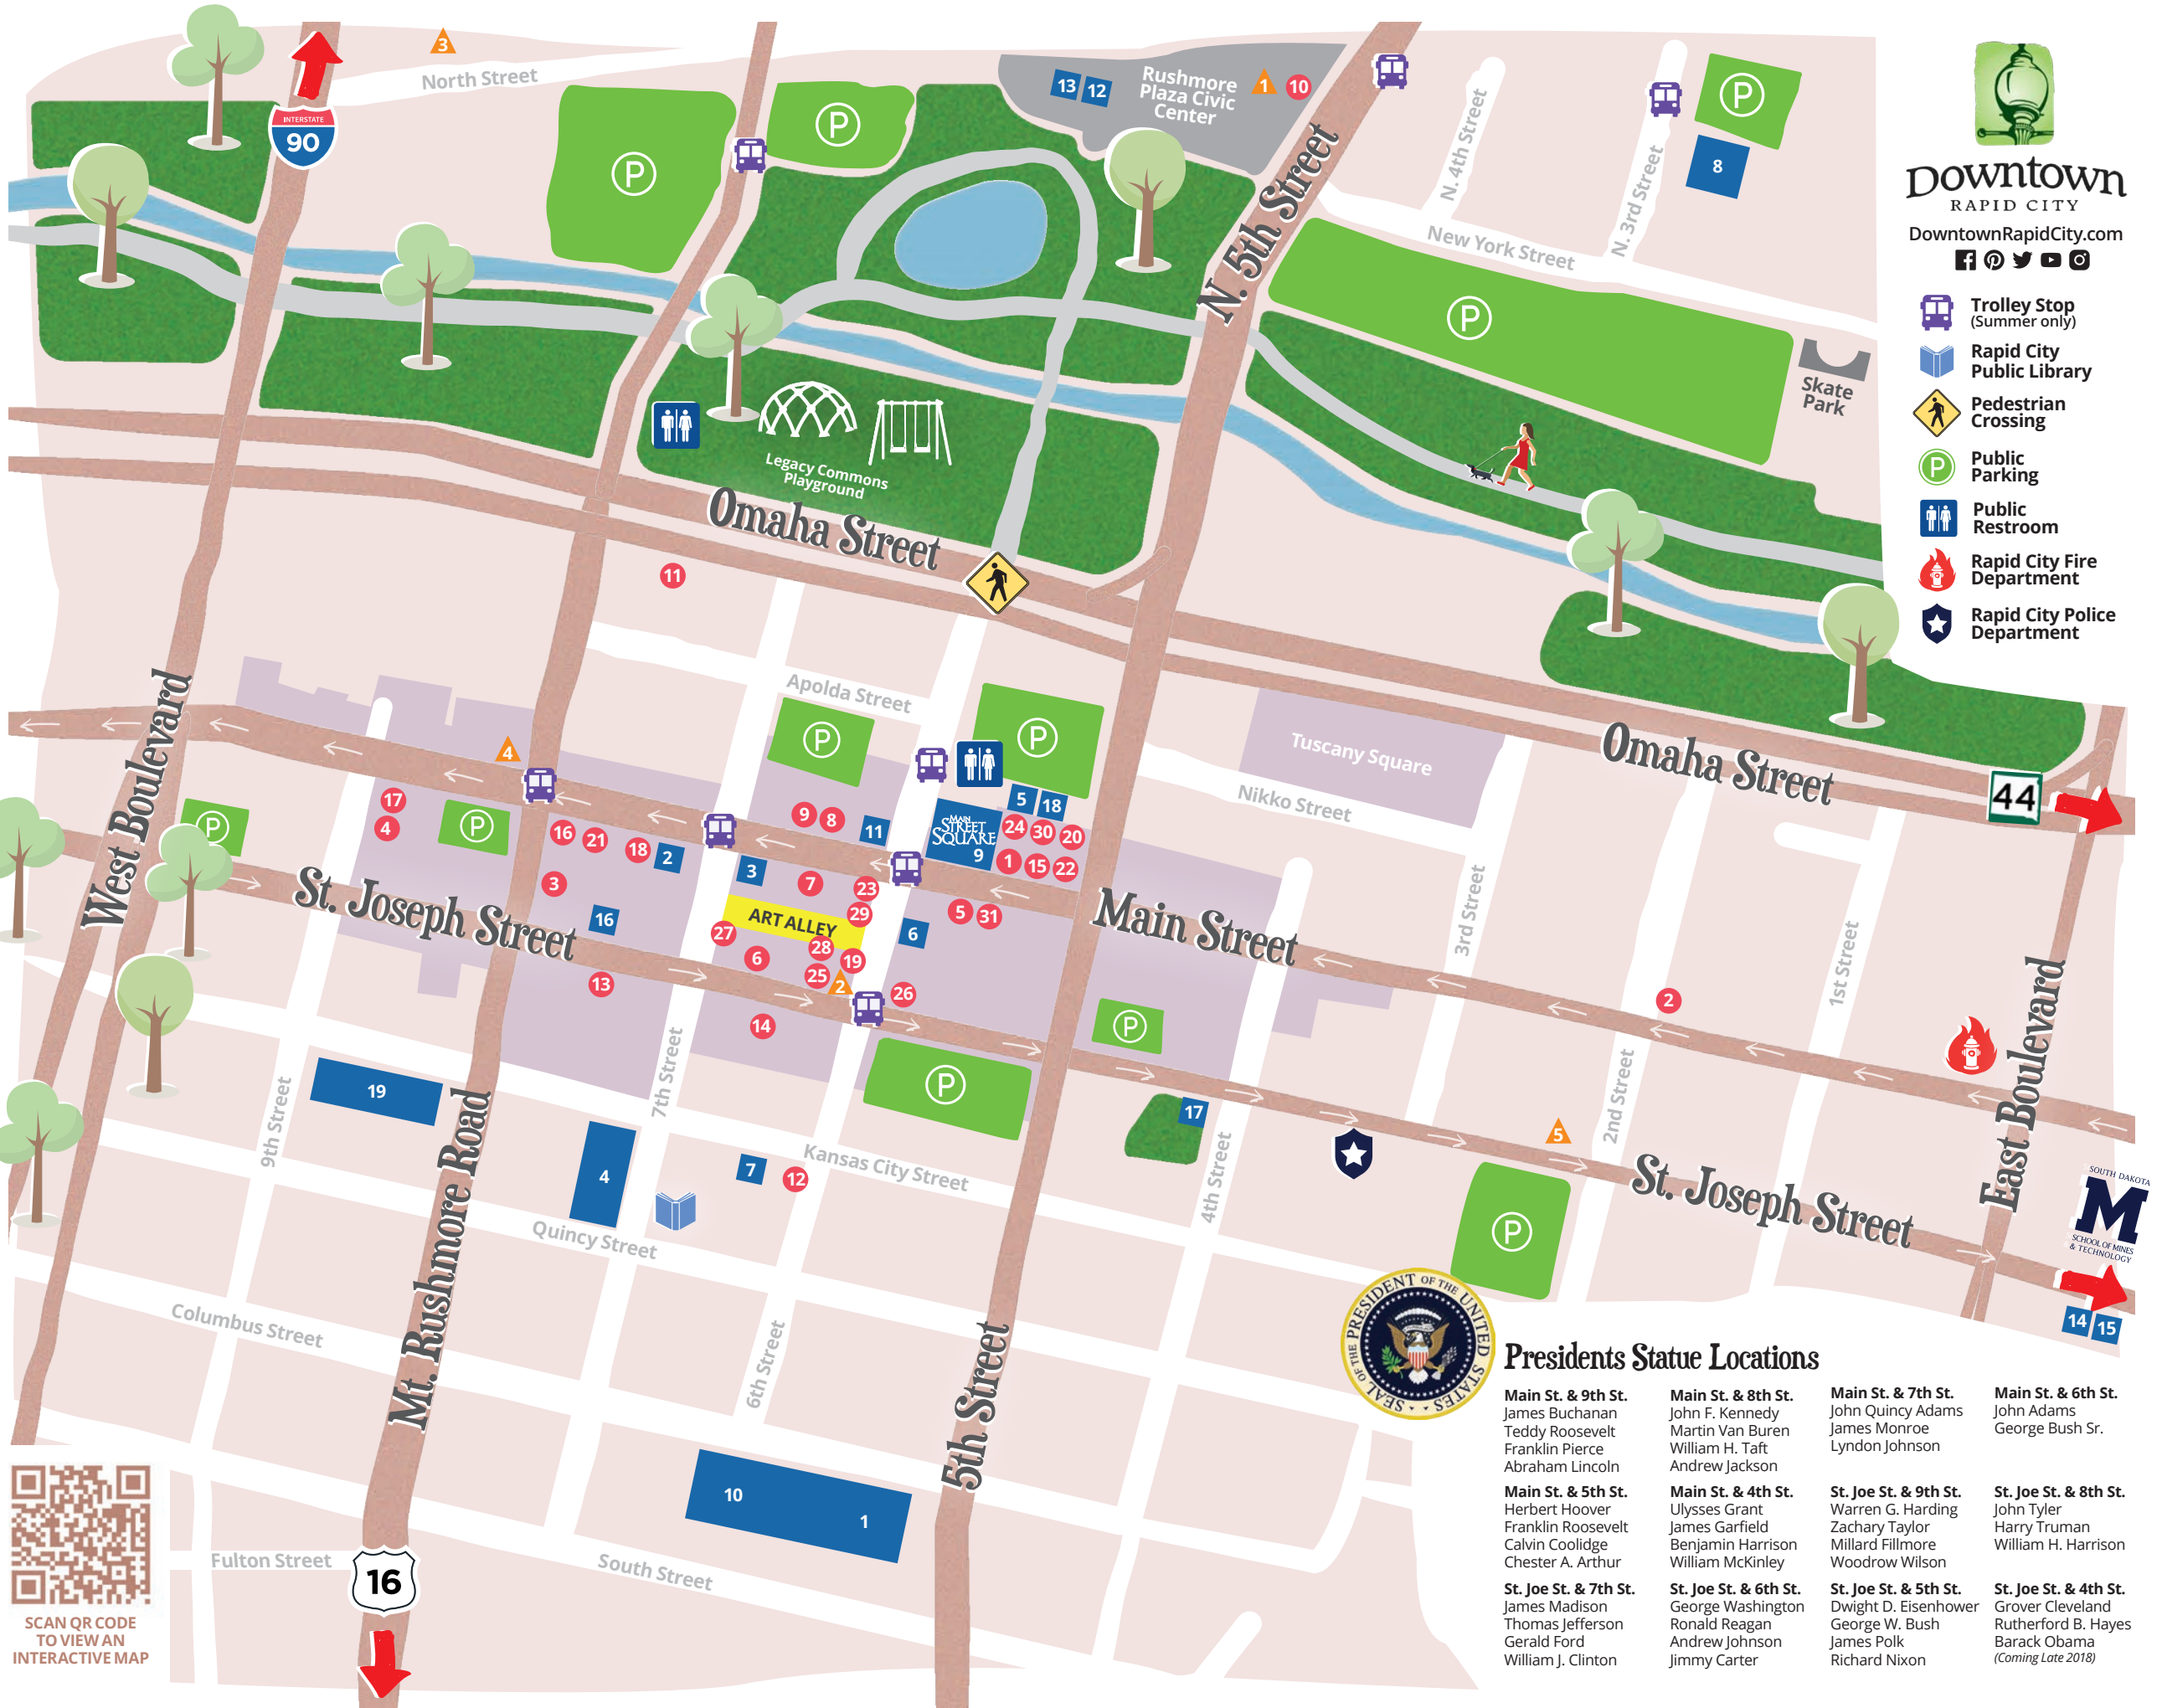 3
North Street
INTERSTATE
90
P
P
13
12
Rushmore
Plaza Civic
Center
1
10
N. 5th Street
N. 4th Street
N. 3rd Street
New York Street
P
8
P
Skate
Park
Downtown
RAPID CITY
DowntownRapidCity.com
Trolley Stop
(Summer only)
Rapid City
Public Library
Pedestrian
Crossing
P
Public
Parking
Public
Restroom
Rapid City Fire
Department
Rapid City Police
Department
Legacy Commons
Playground
Omaha Street
11
Apolda Street
P
P
Tuscany Square
Nikko Street
Omaha Street
44
West Boulevard
4
17
4
P
P
16
21
18
2
9
8
11
MAIN
STREET
SQUARE
9
5
18
24
30
20
1
15
22
3
3
7
23
29
5
31
16
ART ALLEY
27
28
6
25
19
2
6
26
13
14
St. Joseph Street
Main Street
P
P
3rd Street
2
1st Street
East Boulevard
2nd Street
7th Street
9th Street
19
Mt. Rushmore Road
4
7
12
Kansas City Street
17
4th Street
5
P
St. Joseph Street
SOUTH DAKOTA
M
SCHOOL OF MINES
& TECHNOLOGY
14
15
Quincy Street
Columbus Street
6th Street
5th Street
10
1
Fulton Street
South Street
16
SCAN QR CODE
TO VIEW AN
INTERACTIVE MAP
SEAL OF THE PRESIDENT OF THE UNITED STATES
Presidents Statue Locations
Main St. & 9th St.
James Buchanan
Teddy Roosevelt
Franklin Pierce
Abraham Lincoln
Main St. & 8th St.
John F. Kennedy
Martin Van Buren
William H. Taft
Andrew Jackson
Main St. & 7th St.
John Quincy Adams
James Monroe
Lyndon Johnson
Main St. & 6th St.
John Adams
George Bush Sr.
Main St. & 5th St.
Herbert Hoover
Franklin Roosevelt
Calvin Coolidge
Chester A. Arthur
Main St. & 4th St.
Ulysses Grant
James Garfield
Benjamin Harrison
William McKinley
St. Joe St. & 9th St.
Warren G. Harding
Zachary Taylor
Millard Fillmore
Woodrow Wilson
St. Joe St. & 8th St.
John Tyler
Harry Truman
William H. Harrison
St. Joe St. & 7th St.
James Madison
Thomas Jefferson
Gerald Ford
William J. Clinton
St. Joe St. & 6th St.
George Washington
Ronald Reagan
Andrew Johnson
Jimmy Carter
St. Joe St. & 5th St.
Dwight D. Eisenhower
George W. Bush
James Polk
Richard Nixon
St. Joe St. & 4th St.
Grover Cleveland
Rutherford B. Hayes
Barack Obama
(Coming Late 2018)